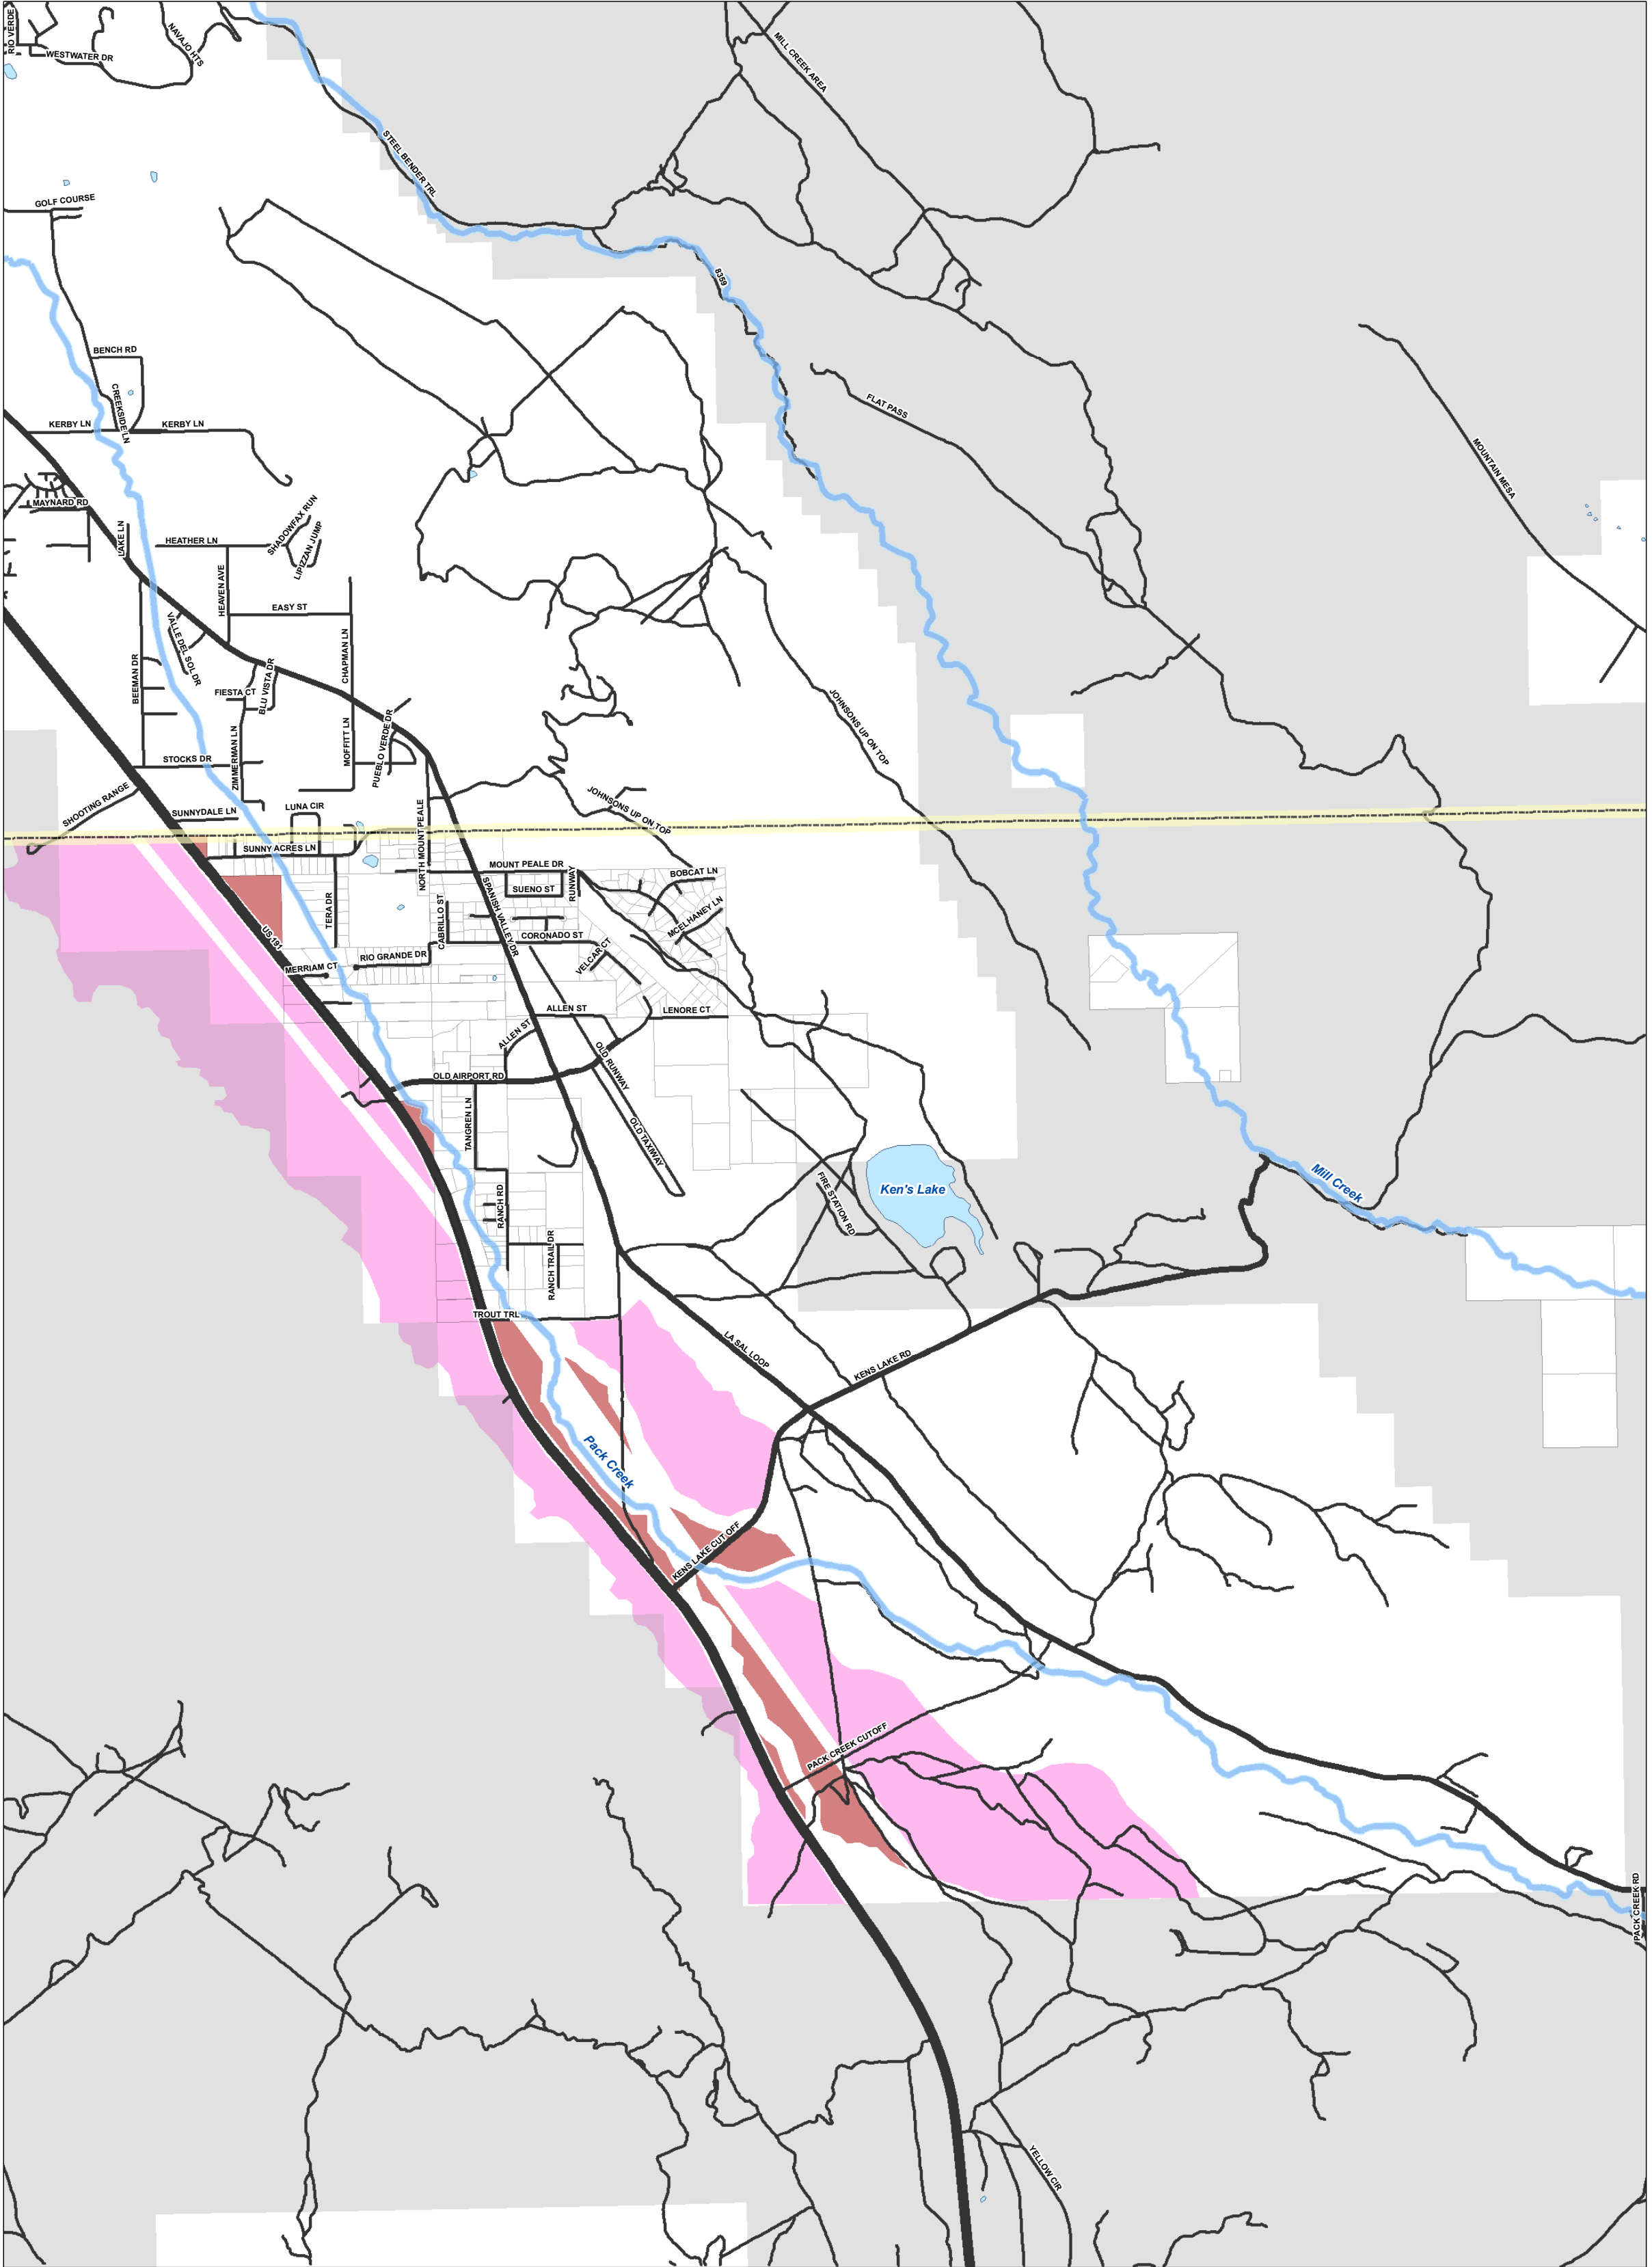 RIO VERDE
WESTWATER DR
NAVAJO HTS
MILL CREEK AREA
STEEL BENDER TRL
GOLF COURSE
8359
BENCH RD
CREEKSIDE LN
FLAT PASS
KERBY LN
KERBY LN
MOUNTAIN MESA
MAYNARD RD
SHADOWFAX RUN
LAKE LN
HEATHER LN
LIPIZZAN JUMP
HEAVEN AVE
EASY ST
VALLE DEL SOL DR
CHAPMAN LN
BEEMAN DR
FIESTA CT
BLU VISTA DR
JOHNSONS UP ON TOP
PUEBLO VERDE DR
MOFFITT LN
ZIMMERMAN LN
STOCKS DR
SHOOTING RANGE
SUNNYDALE LN
LUNA CIR
NORTH MOUNT PEALE
JOHNSONS UP ON TOP
SUNNY ACRES LN
MOUNT PEALE DR
BOBCAT LN
SUENO ST
RUNWAY
TERA DR
CABRILLO ST
SPANISH VALLEY DR
MCELHANEY LN
US 191
CORONADO ST
RIO GRANDE DR
VELCAR CT
MERRIAM CT
ALLEN ST
LENORE CT
ALLEN ST
OLD RUNWAY
OLD AIRPORT RD
TANGREN LN
OLD TAXIWAY
Mill Creek
Ken's Lake
FIRE STATION RD
RANCH RD
RANCH TRAIL DR
TROUT TRL
LA SAL LOOP
KENS LAKE RD
Pack Creek
KENS LAKE CUT OFF
PACK CREEK CUTOFF
PACK CREEK RD
YELLOW CIR